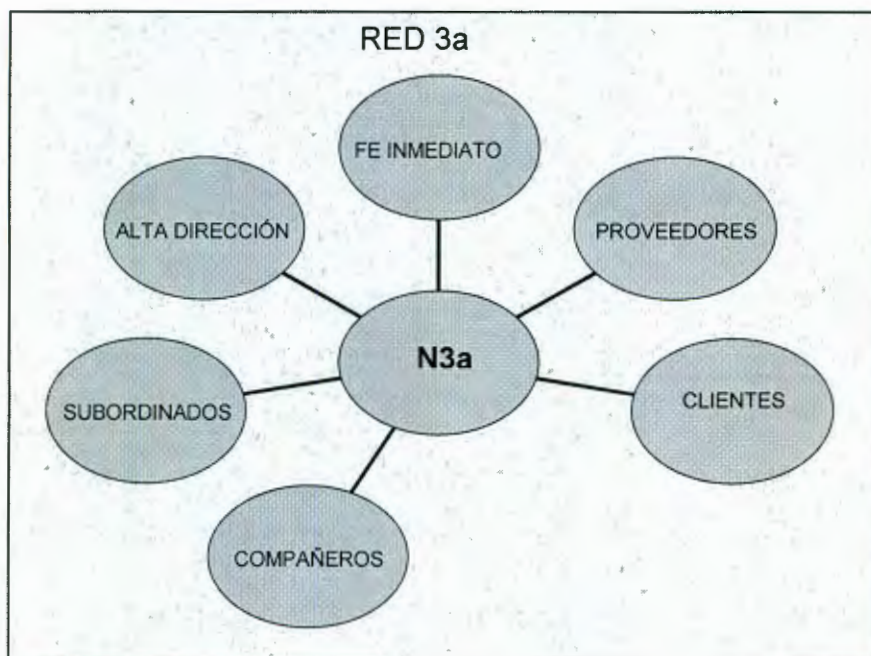 RED 3a
FE INMEDIATO
ALTA DIRECCIÓN
PROVEEDORES
N3a
SUBORDINADOS
CLIENTES
COMPAÑEROS